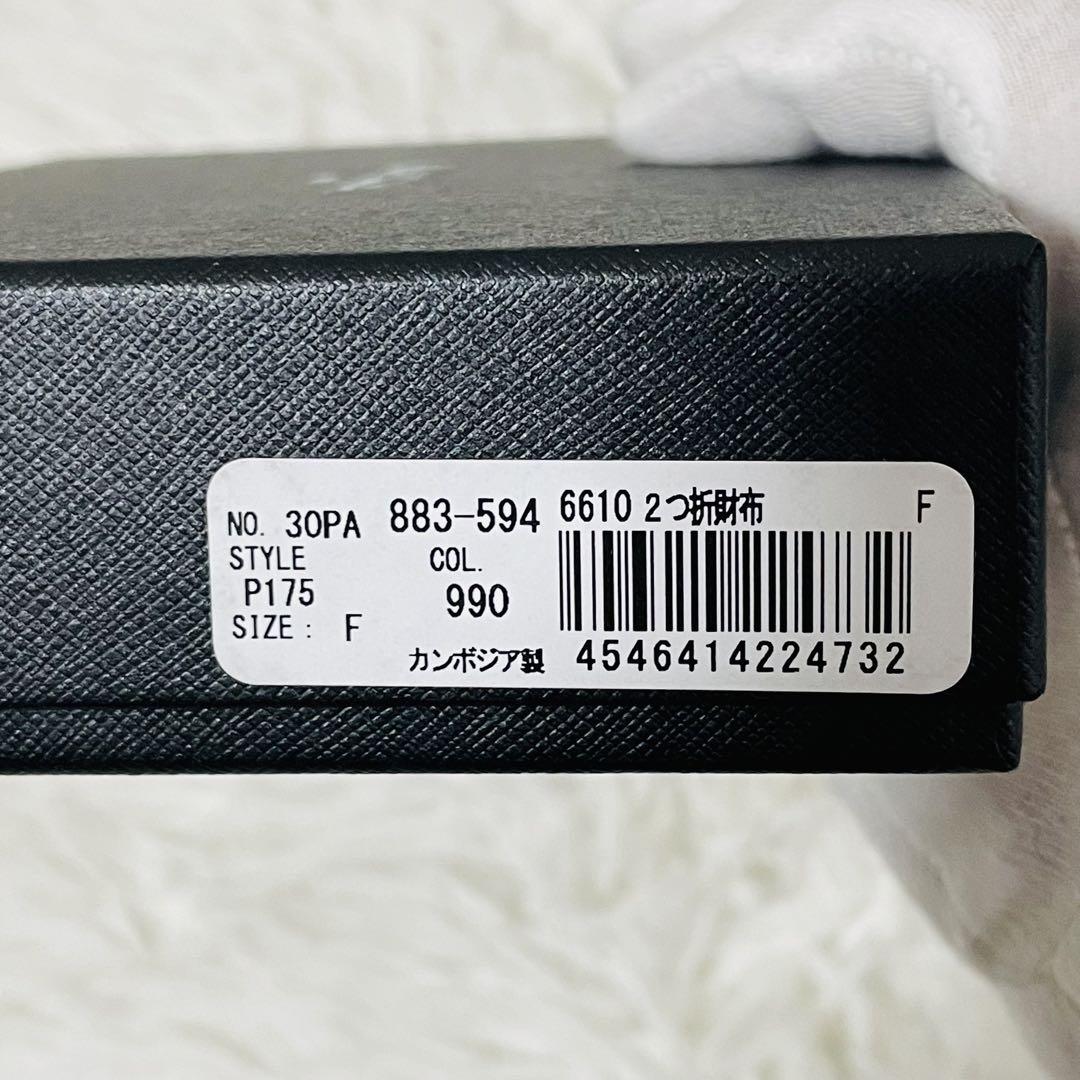 NO. 30PA 883-594 6610 2つ折財布 F
STYLE COL.
P175 990
SIZE: F
カンボジア製 4546414224732